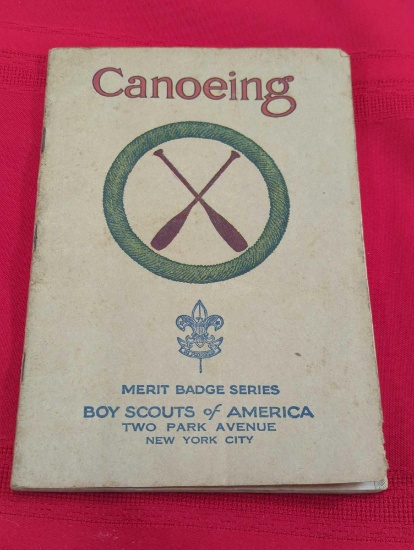 Canoeing
MERIT BADGE SERIES
BOY SCOUTS of AMERICA
TWO PARK AVENUE
NEW YORK CITY